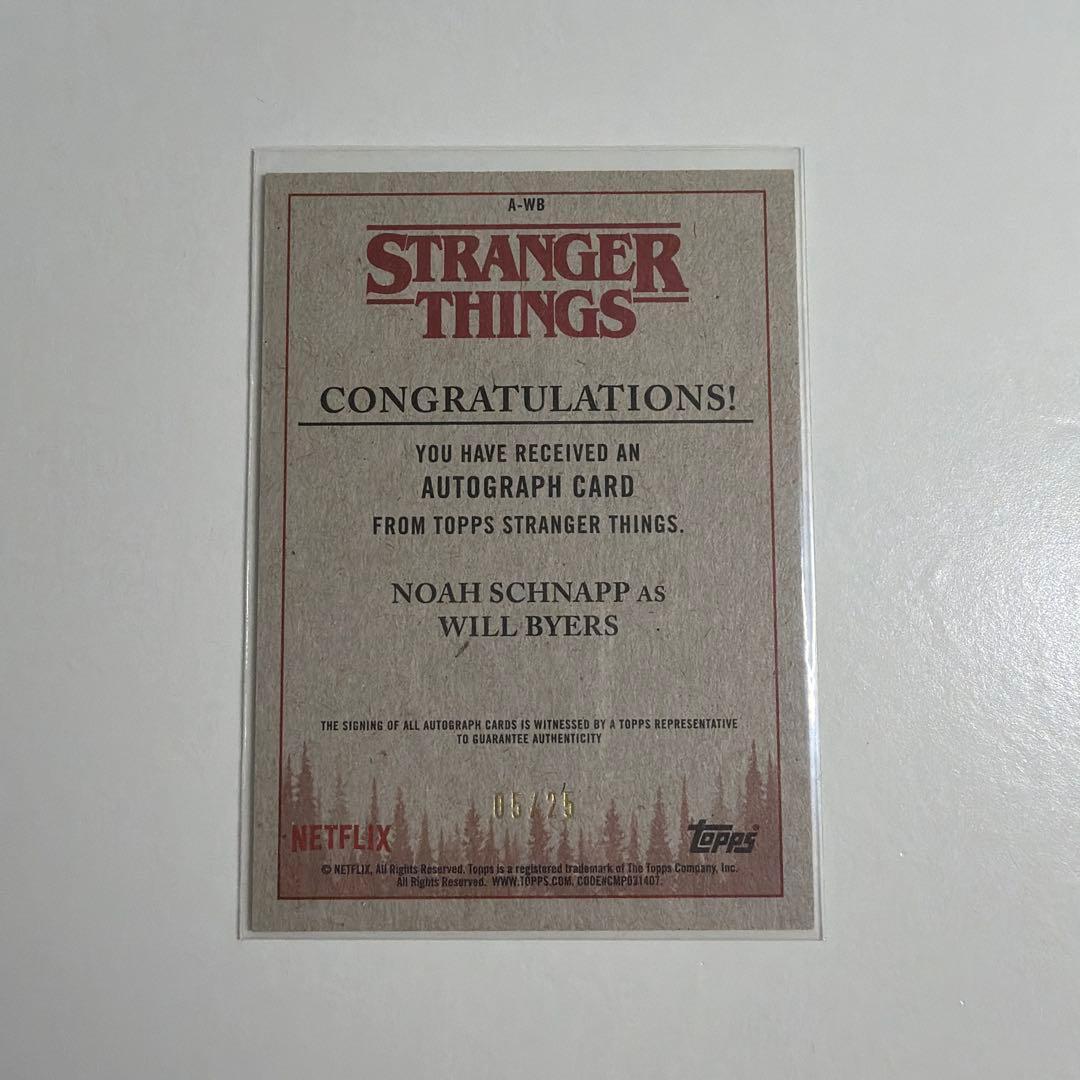 A-WB
STRANGER
THINGS
CONGRATULATIONS!
YOU HAVE RECEIVED AN
AUTOGRAPH CARD
FROM TOPPS STRANGER THINGS.
NOAH SCHNAPP AS
WILL BYERS
THE SIGNING OF ALL AUTOGRAPH CARDS IS WITNESSED BY A TOPPS REPRESENTATIVE
TO GUARANTEE AUTHENTICITY
05/25
NETFLIX
topps®
© NETFLIX, All Rights Reserved. Topps is a registered trademark of The Topps Company, Inc.
All Rights Reserved. WWW.TOPPS.COM. CODE#CMP031407.